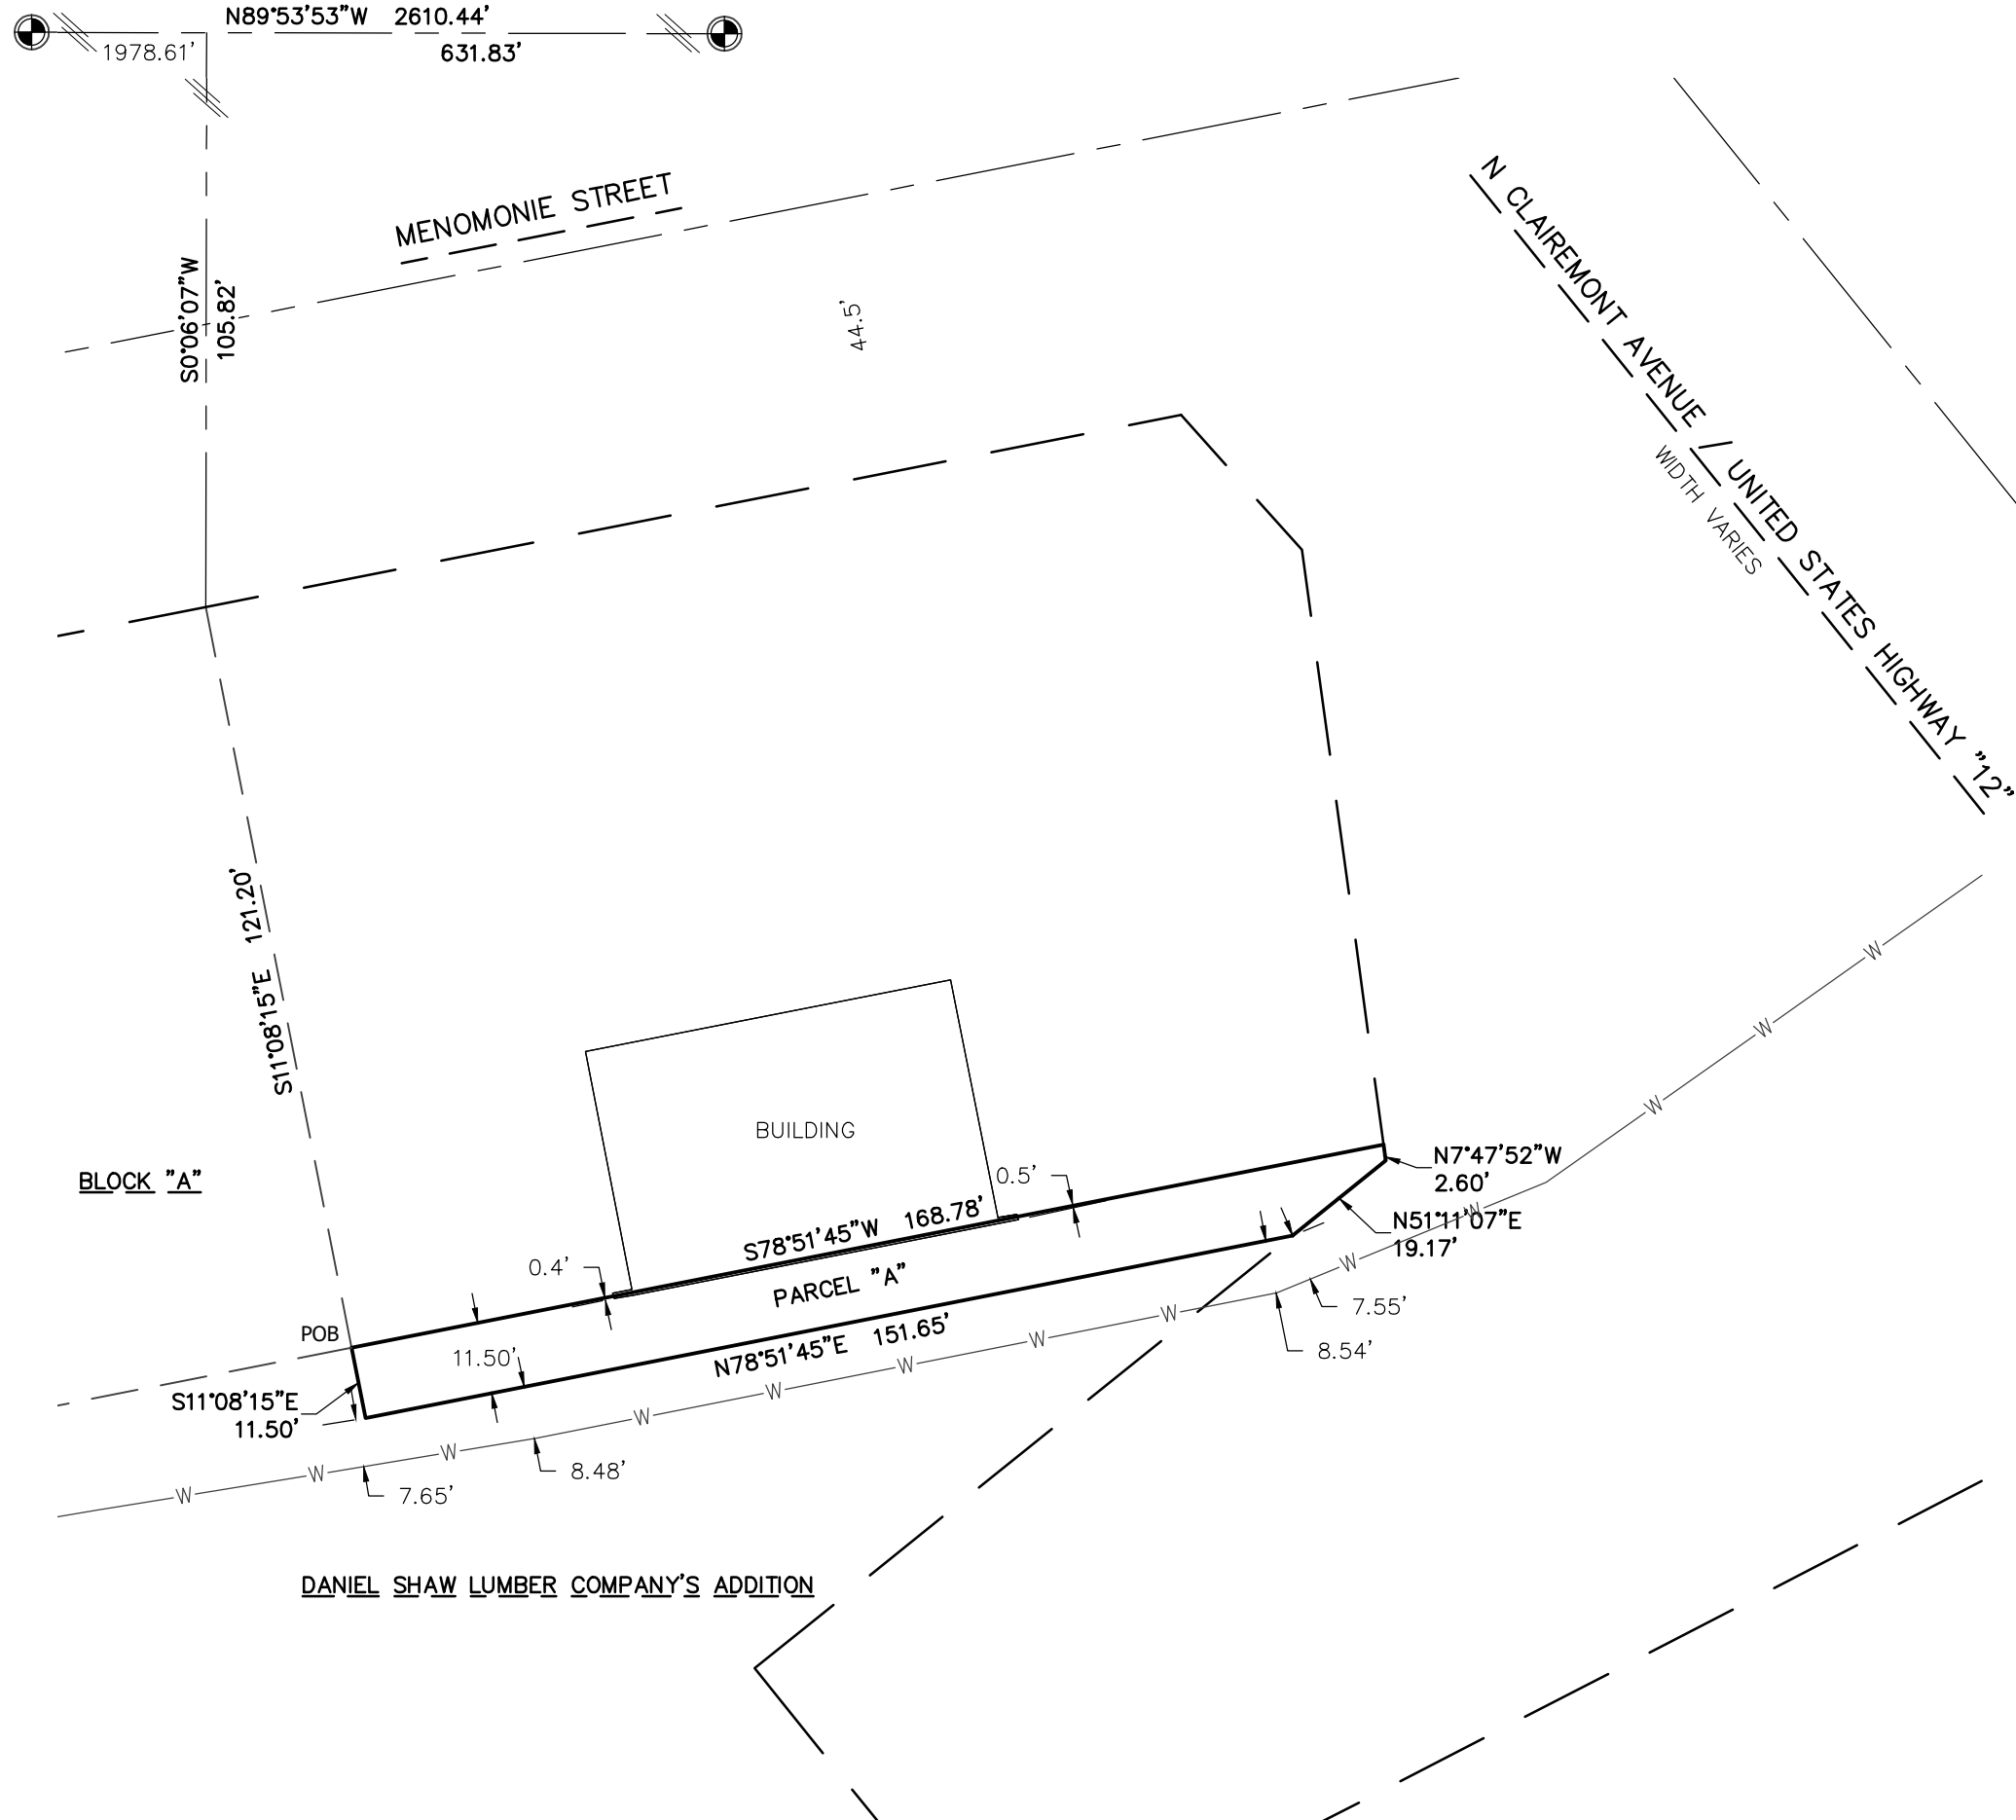 N89°53'53"W 2610.44'
1978.61'
631.83'
MENOMONIE STREET
S0°06'07"W
105.82'
44.5'
N CLAIREMONT AVENUE / UNITED STATES HIGHWAY "12"
WIDTH VARIES
S11°08'15"E 121.20'
BUILDING
BLOCK "A"
0.5'
N7°47'52"W
2.60'
S78°51'45"W 168.78'
N51°11'07"E
19.17'
0.4'
PARCEL "A"
POB
11.50'
N78°51'45"E 151.65'
7.55'
8.54'
S11°08'15"E
11.50'
8.48'
7.65'
W W W W W W W W W W W W W W
DANIEL SHAW LUMBER COMPANY'S ADDITION